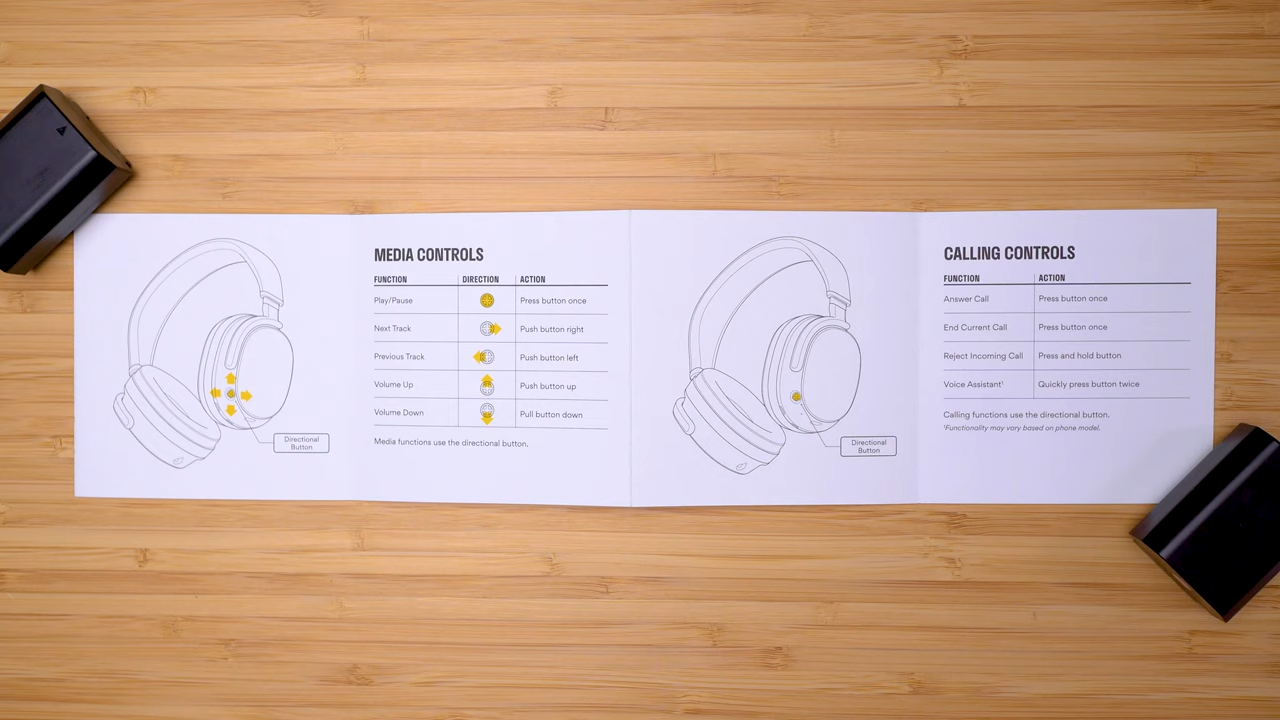 Directional
Button
MEDIA CONTROLS
FUNCTION DIRECTION ACTION
Play/Pause Press button once
Next Track Push button right
Previous Track Push button left
Volume Up Push button up
Volume Down Pull button down
Media functions use the directional button.
Directional
Button
CALLING CONTROLS
FUNCTION ACTION
Answer Call Press button once
End Current Call Press button once
Reject Incoming Call Press and hold button
Voice Assistant¹ Quickly press button twice
Calling functions use the directional button.
¹Functionality may vary based on phone model.